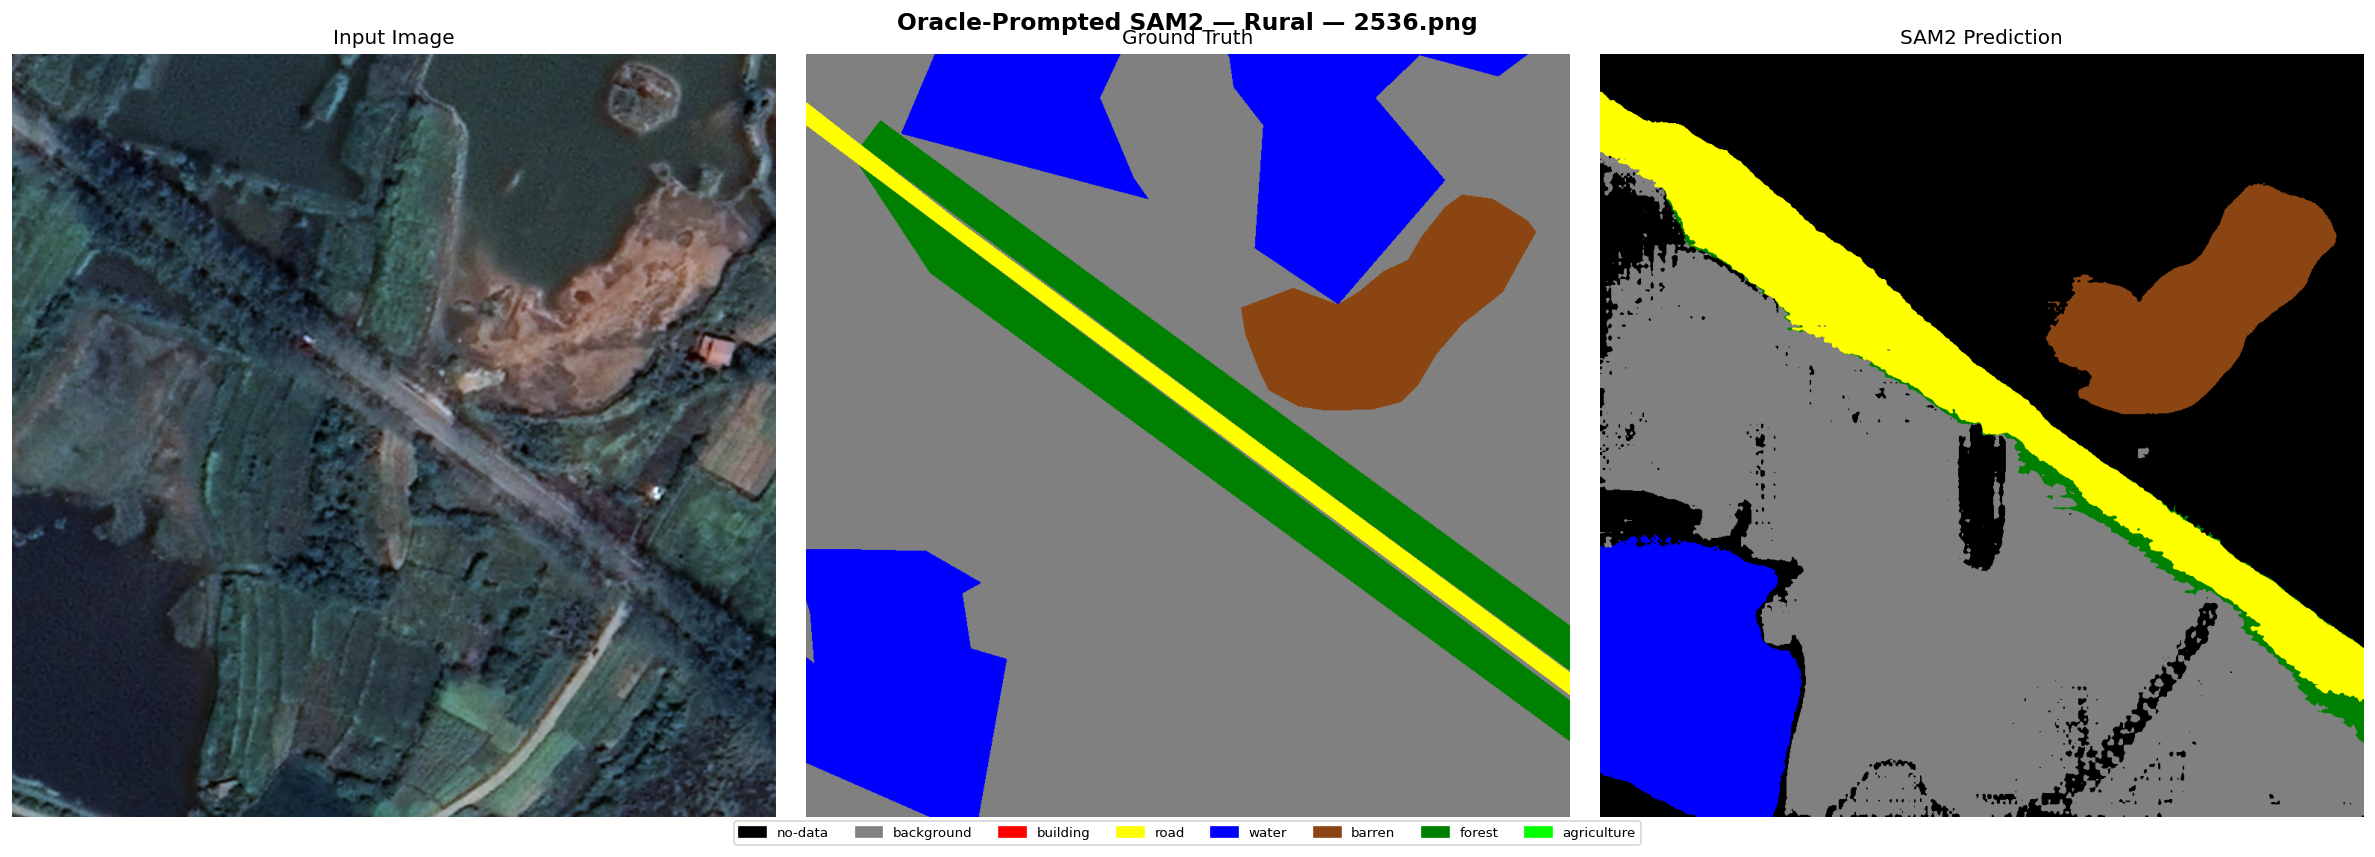 Oracle-Prompted SAM2 — Rural — 2536.png
Input Image
Ground Truth
SAM2 Prediction
no-data
background
building
road
water
barren
forest
agriculture